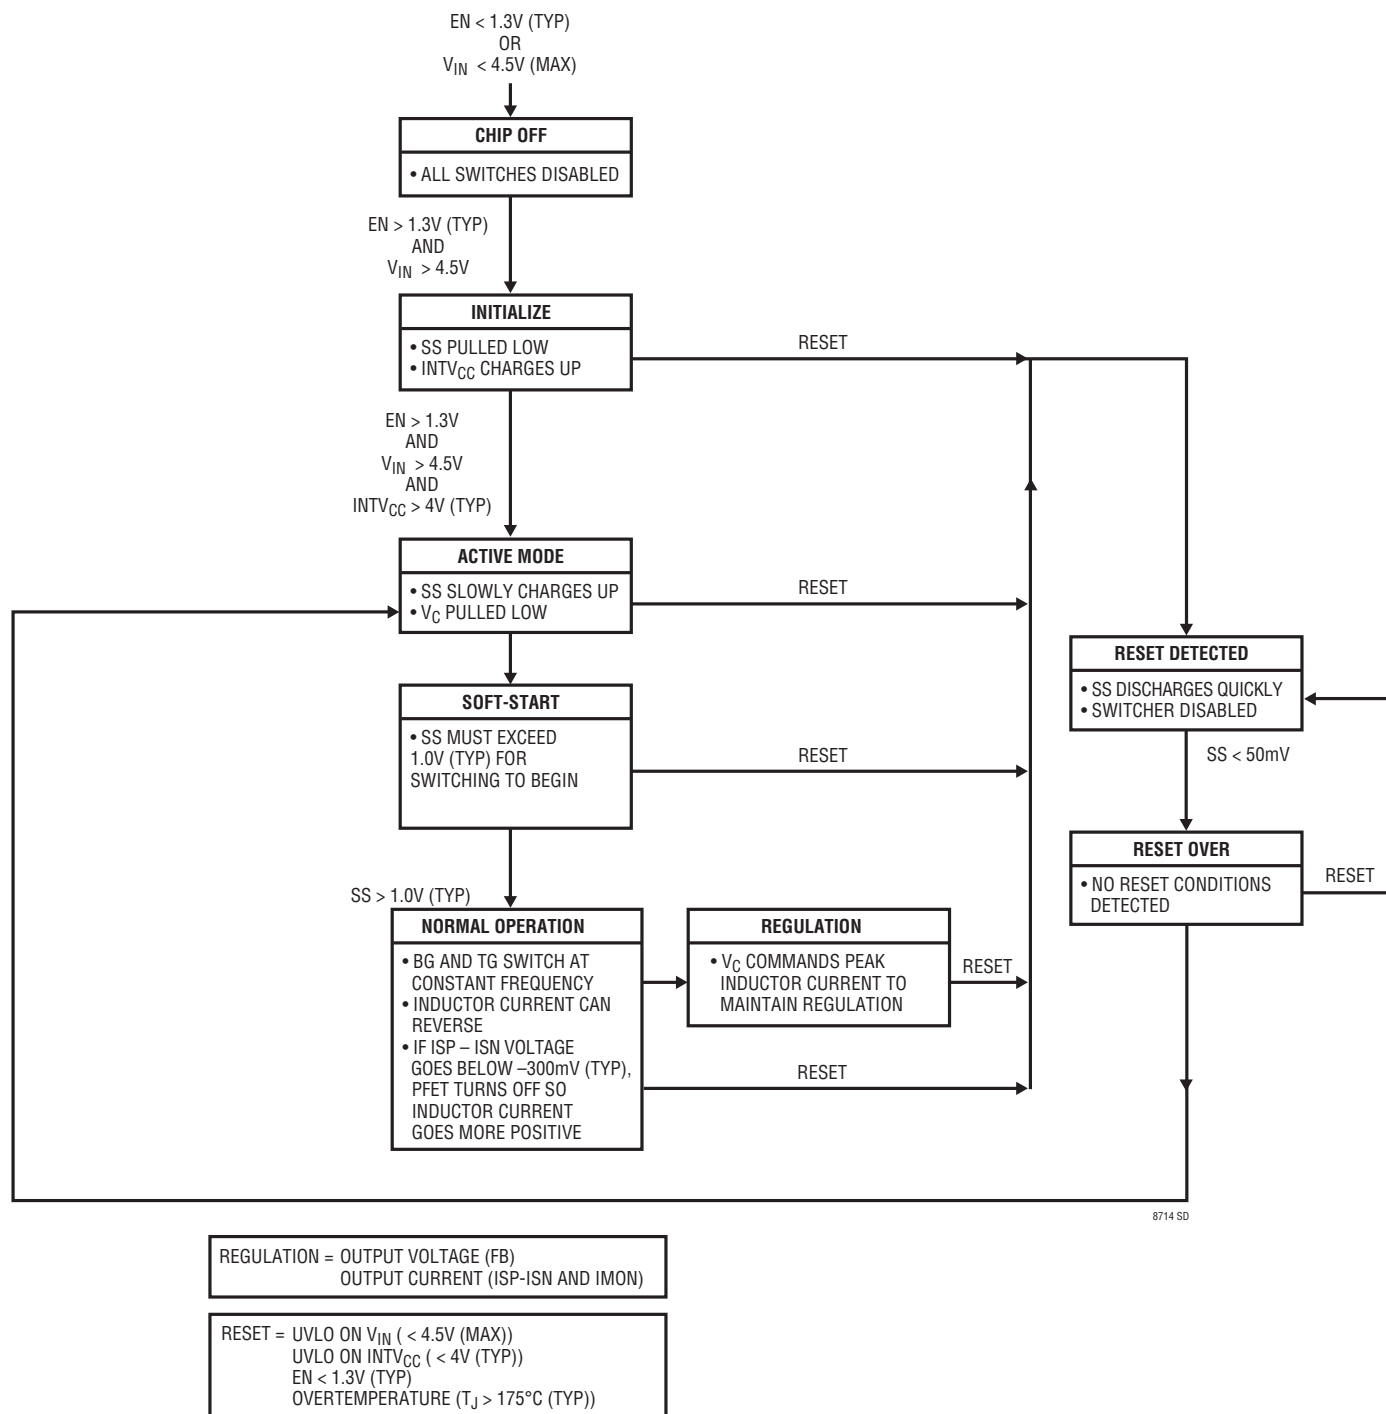 EN < 1.3V (TYP)
OR
VIN < 4.5V (MAX)
CHIP OFF
• ALL SWITCHES DISABLED
EN > 1.3V (TYP)
AND
VIN > 4.5V
INITIALIZE
• SS PULLED LOW
• INTVCC CHARGES UP
RESET
EN > 1.3V
AND
VIN > 4.5V
AND
INTVCC > 4V (TYP)
ACTIVE MODE
• SS SLOWLY CHARGES UP
• VC PULLED LOW
RESET
SOFT-START
• SS MUST EXCEED
1.0V (TYP) FOR
SWITCHING TO BEGIN
RESET
RESET DETECTED
• SS DISCHARGES QUICKLY
• SWITCHER DISABLED
SS < 50mV
RESET OVER
• NO RESET CONDITIONS
DETECTED
RESET
SS > 1.0V (TYP)
NORMAL OPERATION
• BG AND TG SWITCH AT
CONSTANT FREQUENCY
• INDUCTOR CURRENT CAN
REVERSE
• IF ISP – ISN VOLTAGE
GOES BELOW –300mV (TYP),
PFET TURNS OFF SO
INDUCTOR CURRENT
GOES MORE POSITIVE
REGULATION
• VC COMMANDS PEAK
INDUCTOR CURRENT TO
MAINTAIN REGULATION
RESET
RESET
8714 SD
REGULATION = OUTPUT VOLTAGE (FB)
OUTPUT CURRENT (ISP-ISN AND IMON)
RESET = UVLO ON VIN ( < 4.5V (MAX))
UVLO ON INTVCC ( < 4V (TYP))
EN < 1.3V (TYP)
OVERTEMPERATURE (TJ > 175°C (TYP))